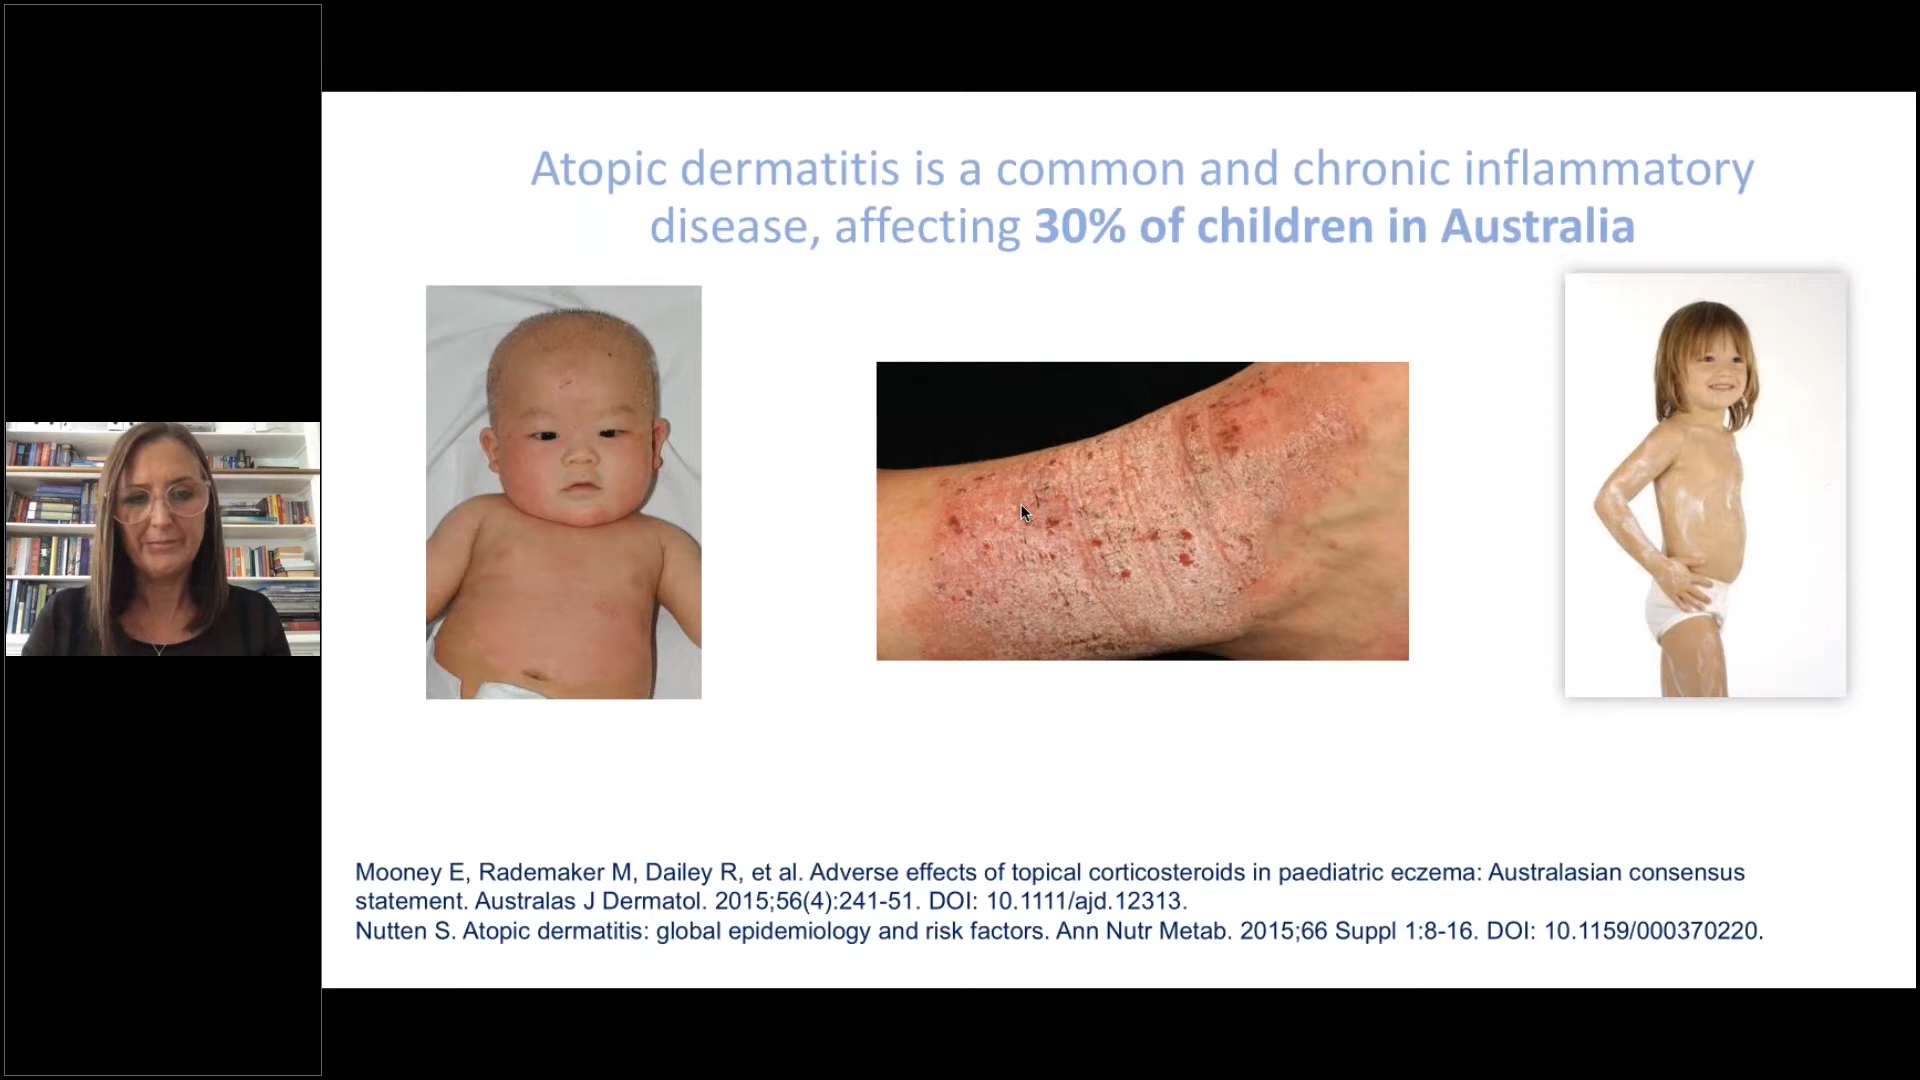 Atopic dermatitis is a common and chronic inflammatory
disease, affecting 30% of children in Australia
Mooney E, Rademaker M, Dailey R, et al. Adverse effects of topical corticosteroids in paediatric eczema: Australasian consensus
statement. Australas J Dermatol. 2015;56(4):241-51. DOI: 10.1111/ajd.12313.
Nutten S. Atopic dermatitis: global epidemiology and risk factors. Ann Nutr Metab. 2015;66 Suppl 1:8-16. DOI: 10.1159/000370220.